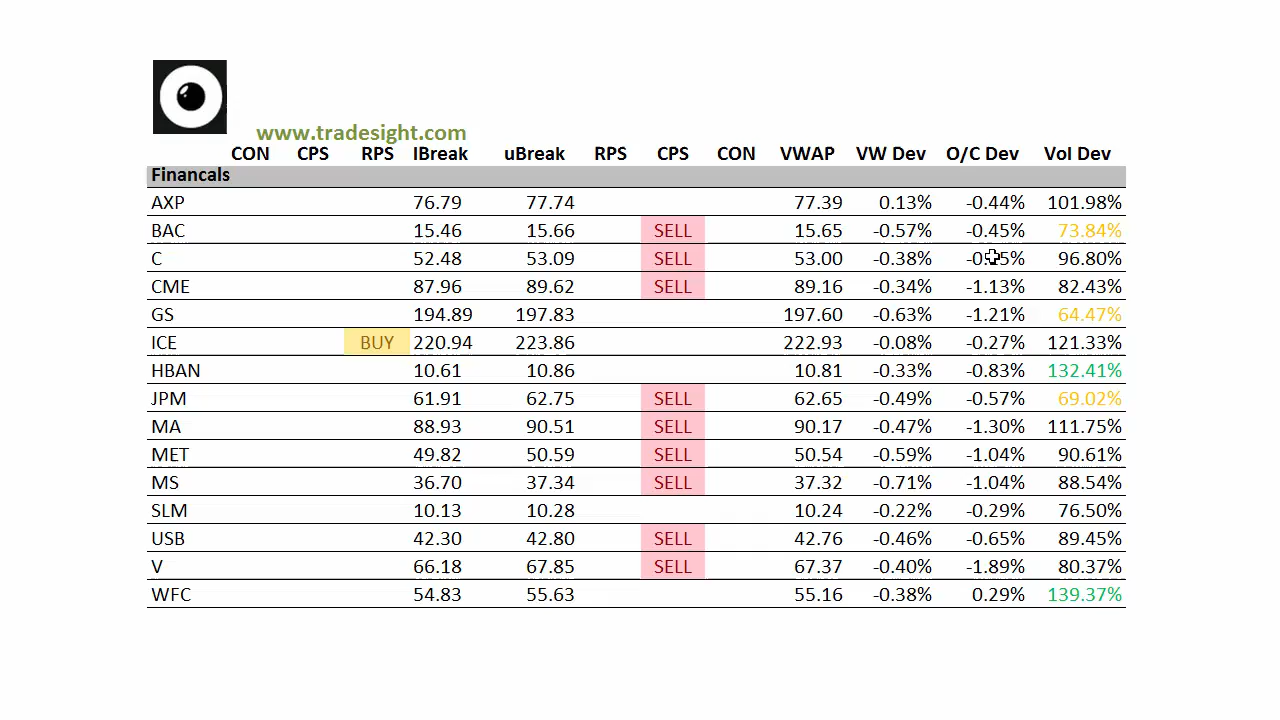 www.tradesight.com
CON CPS RPS lBreak uBreak RPS CPS CON VWAP VW Dev O/C Dev Vol Dev
Financals
AXP 76.79 77.74 77.39 0.13% -0.44% 101.98%
BAC 15.46 15.66 SELL 15.65 -0.57% -0.45% 73.84%
C 52.48 53.09 SELL 53.00 -0.38% 96.80%
CME 87.96 89.62 SELL 89.16 -0.34% -1.13% 82.43%
GS 194.89 197.83 197.60 -0.63% -1.21% 64.47%
ICE BUY 220.94 223.86 222.93 -0.08% -0.27% 121.33%
HBAN 10.61 10.86 10.81 -0.33% -0.83% 132.41%
JPM 61.91 62.75 SELL 62.65 -0.49% -0.57% 69.02%
MA 88.93 90.51 SELL 90.17 -0.47% -1.30% 111.75%
MET 49.82 50.59 SELL 50.54 -0.59% -1.04% 90.61%
MS 36.70 37.34 SELL 37.32 -0.71% -1.04% 88.54%
SLM 10.13 10.28 10.24 -0.22% -0.29% 76.50%
USB 42.30 42.80 SELL 42.76 -0.46% -0.65% 89.45%
V 66.18 67.85 SELL 67.37 -0.40% -1.89% 80.37%
WFC 54.83 55.63 55.16 -0.38% 0.29% 139.37%